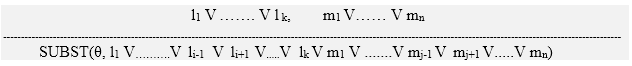 l₁ V ……. V l k,        m₁ V…… V mₙ
SUBST(θ, l₁ V..........V lᵢ₋₁ V lᵢ₊₁ V.....V lₖ V m₁ V .......V mⱼ₋₁ V mⱼ₊₁ V.....V mₙ)